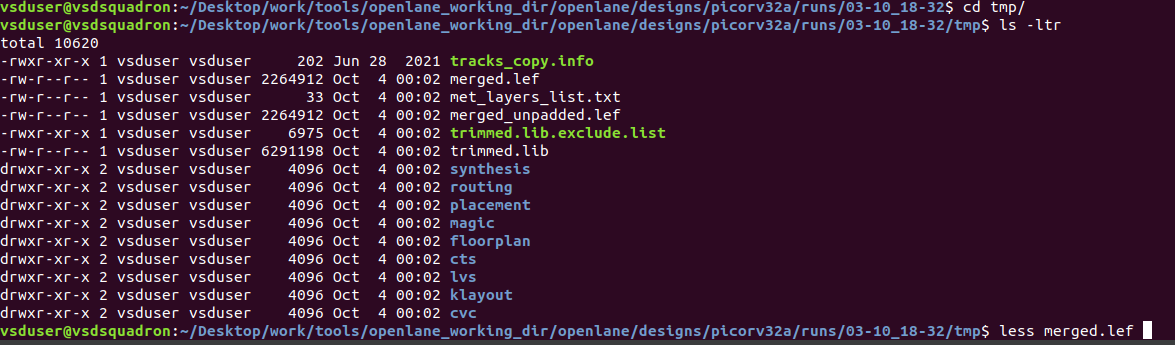 vsduser@vsdsquadron:~/Desktop/work/tools/openlane_working_dir/openlane/designs/picorv32a/runs/03-10_18-32$ cd tmp/
vsduser@vsdsquadron:~/Desktop/work/tools/openlane_working_dir/openlane/designs/picorv32a/runs/03-10_18-32/tmp$ ls -ltr
total 10620
-rwxr-xr-x 1 vsduser vsduser     202 Jun 28  2021 tracks_copy.info
-rw-r--r-- 1 vsduser vsduser 2264912 Oct  4 00:02 merged.lef
-rw-r--r-- 1 vsduser vsduser      33 Oct  4 00:02 met_layers_list.txt
-rw-r--r-- 1 vsduser vsduser 2264912 Oct  4 00:02 merged_unpadded.lef
-rwxr-xr-x 1 vsduser vsduser    6975 Oct  4 00:02 trimmed.lib.exclude.list
-rw-r--r-- 1 vsduser vsduser 6291198 Oct  4 00:02 trimmed.lib
drwxr-xr-x 2 vsduser vsduser    4096 Oct  4 00:02 synthesis
drwxr-xr-x 2 vsduser vsduser    4096 Oct  4 00:02 routing
drwxr-xr-x 2 vsduser vsduser    4096 Oct  4 00:02 placement
drwxr-xr-x 2 vsduser vsduser    4096 Oct  4 00:02 magic
drwxr-xr-x 2 vsduser vsduser    4096 Oct  4 00:02 floorplan
drwxr-xr-x 2 vsduser vsduser    4096 Oct  4 00:02 cts
drwxr-xr-x 2 vsduser vsduser    4096 Oct  4 00:02 lvs
drwxr-xr-x 2 vsduser vsduser    4096 Oct  4 00:02 klayout
drwxr-xr-x 2 vsduser vsduser    4096 Oct  4 00:02 cvc
vsduser@vsdsquadron:~/Desktop/work/tools/openlane_working_dir/openlane/designs/picorv32a/runs/03-10_18-32/tmp$ less merged.lef